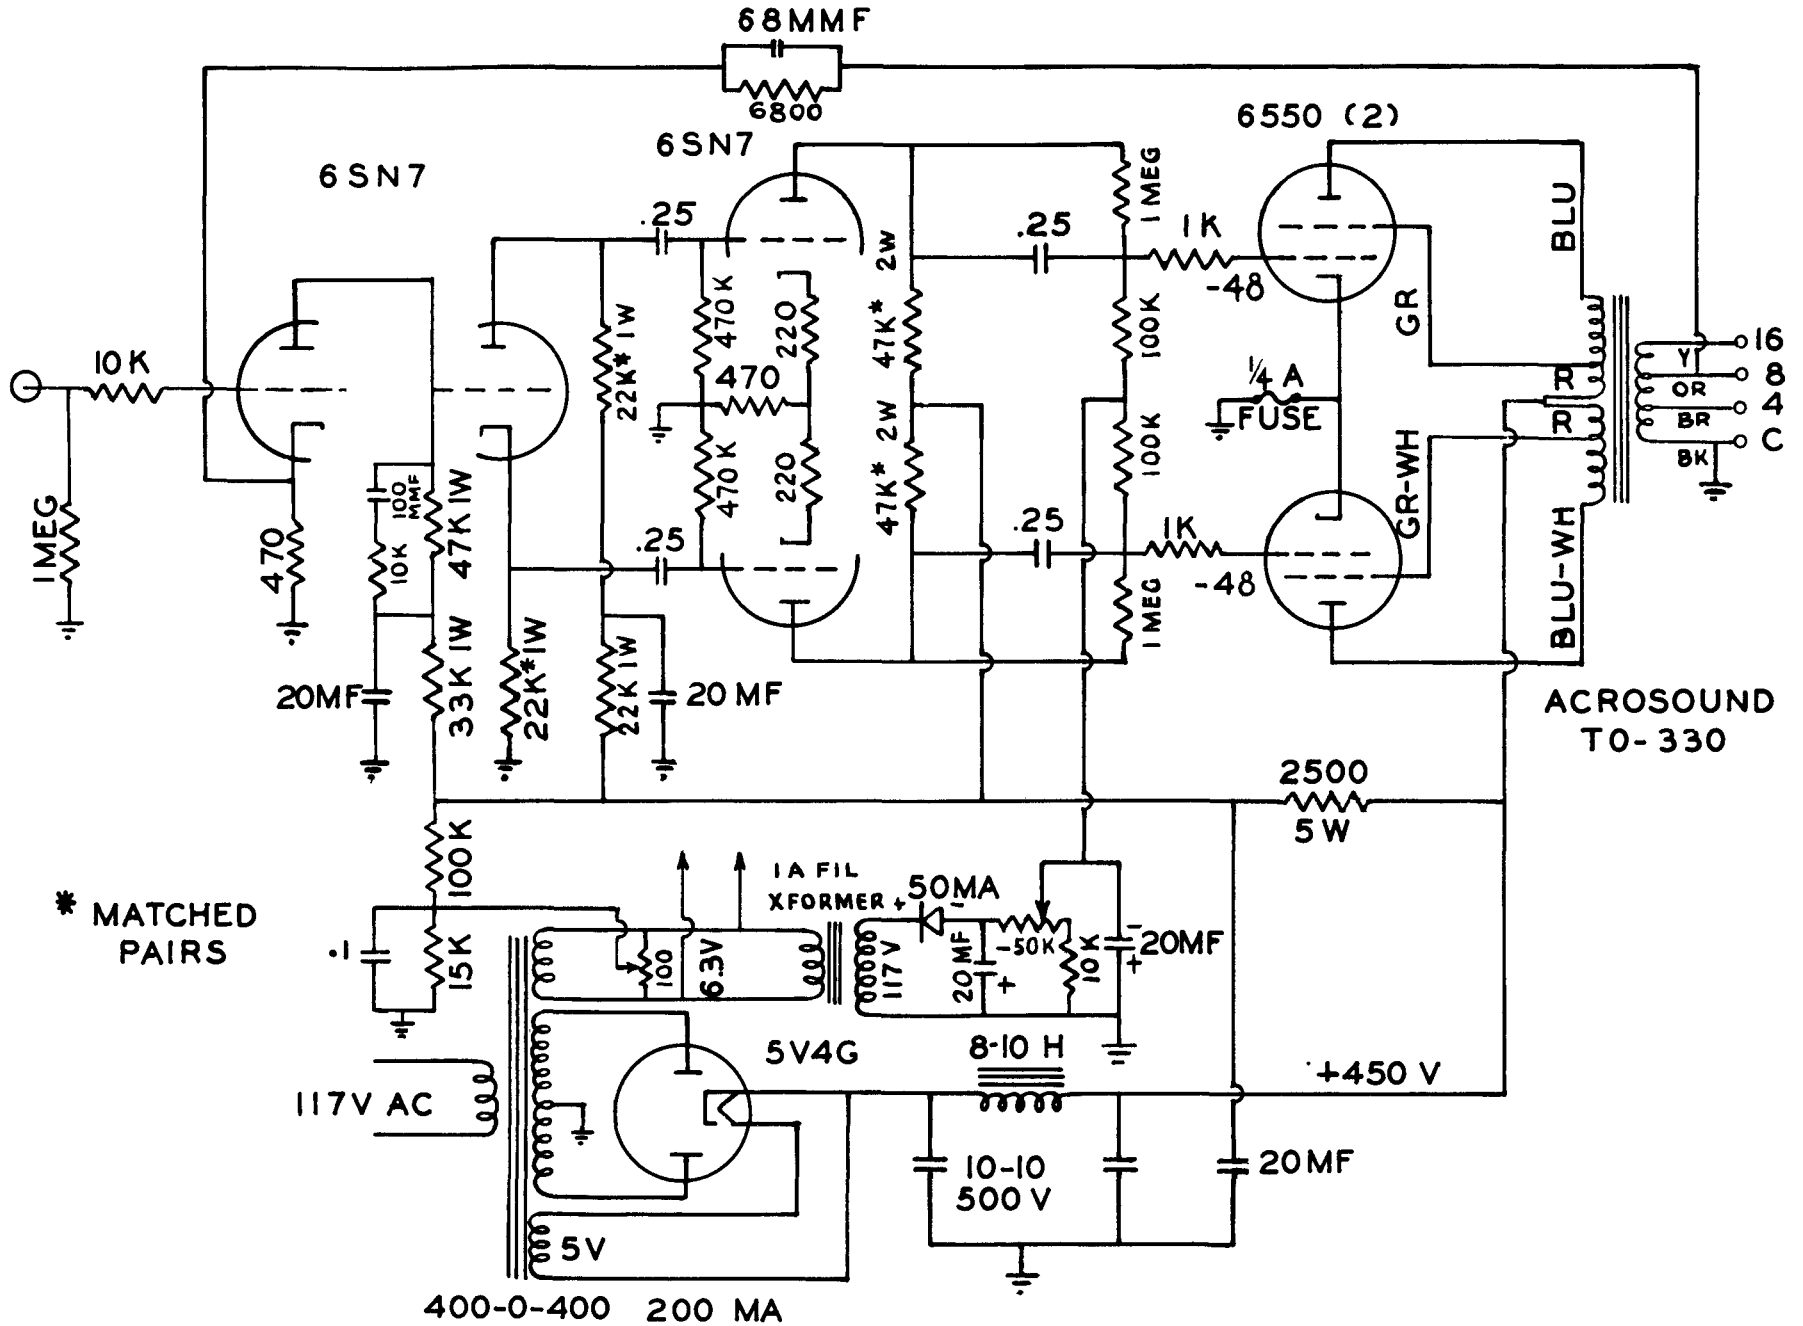 68MMF
6800
6SN7
6SN7
6550 (2)
.25
2W
.25
1MEG
1K
-48
BLU
10K
22K* 1W
470K
220
47K*
100K
GR
16
Y
8
OR
4
BR
C
BK
470
¼ A
FUSE
R
R
470K
220
2W
47K*
100K
GR-WH
1MEG
470
100
MMF
10K
47K 1W
.25
.25
1K
-48
1MEG
BLU-WH
20MF
33K 1W
22K* 1W
22K 1W
20 MF
ACROSOUND
TO-330
2500
5W
100K
* MATCHED
PAIRS
.1
15K
100
6.3V
1A FIL
XFORMER
+
50MA
-
117V
20MF
+
-50K
10K
-
20MF
+
117V AC
5V4G
8-10 H
+450 V
10-10
500V
20MF
5V
400-0-400 200 MA